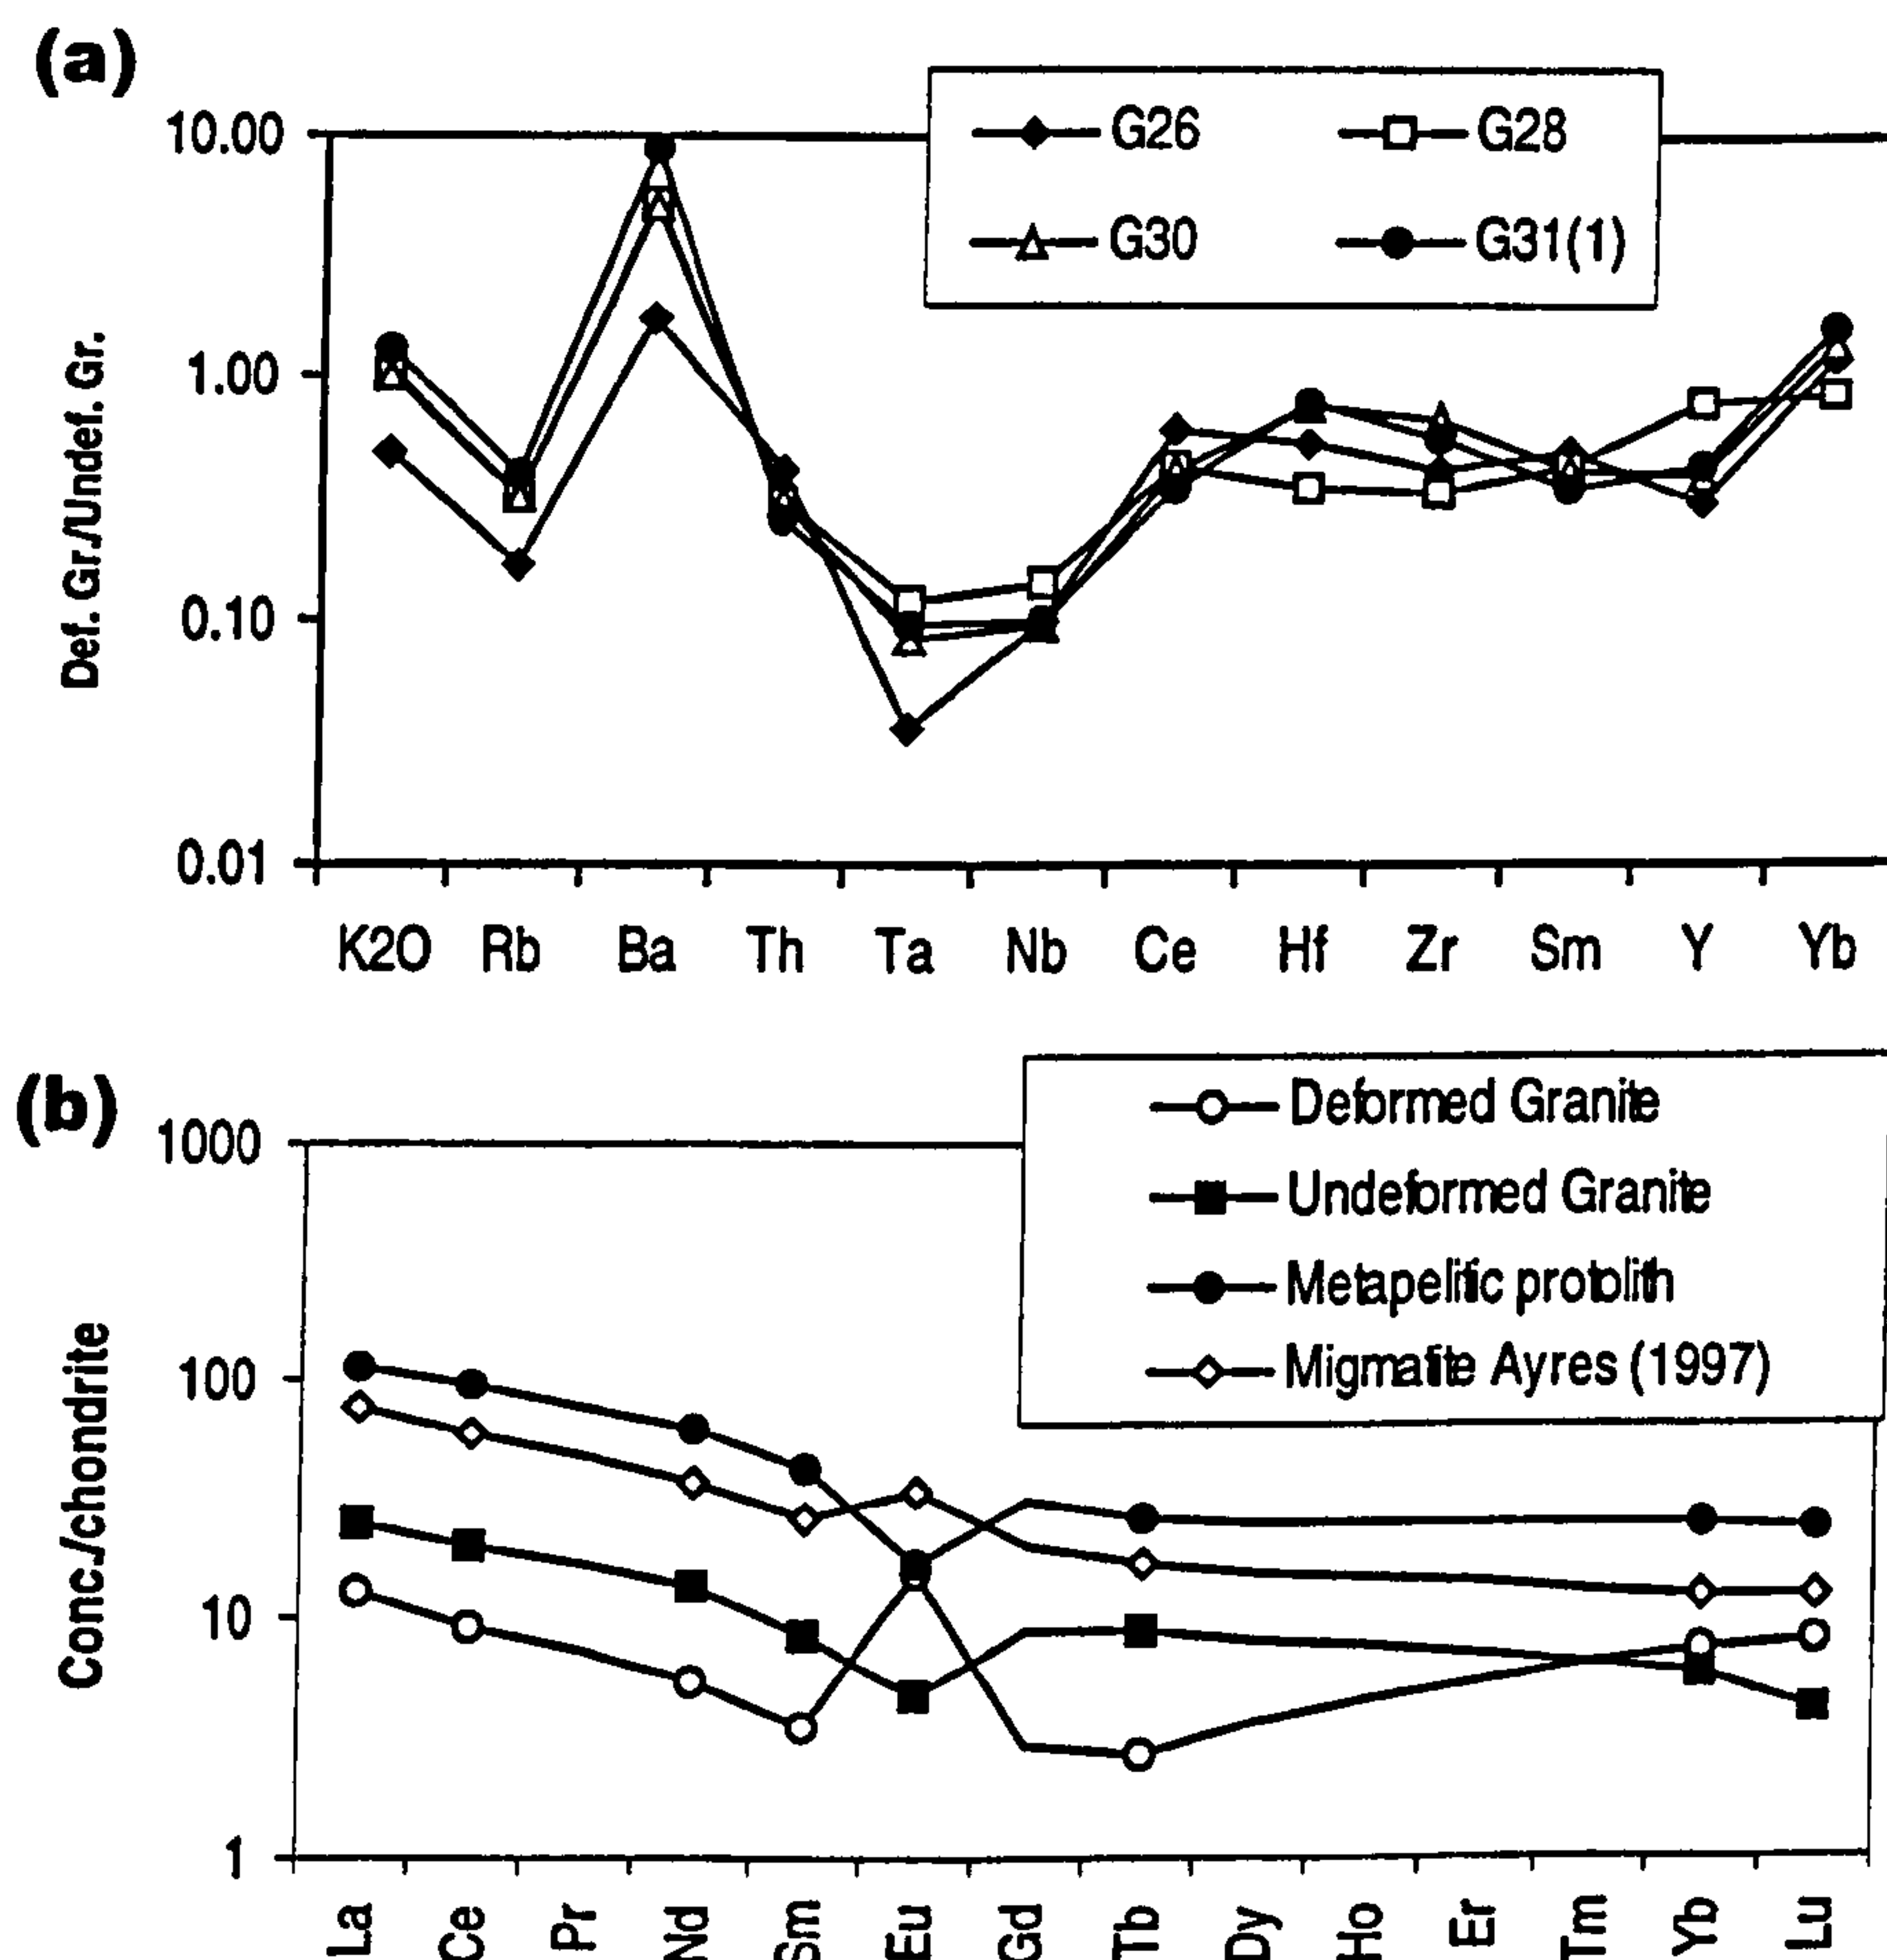 (a)
10.00
1.00
0.10
0.01
Def. Gr./Undef. Gr.
G26 G28
G30 G31(1)
K2O Rb Ba Th Ta Nb Ce Hf Zr Sm Y Yb
(b)
1000
100
10
1
Conc./chondrite
Deformed Granite
Undeformed Granite
Metapelitic protolith
Migmatite Ayres (1997)
La Ce Pr Nd Sm Eu Gd Tb Dy Ho Er Tm Yb Lu